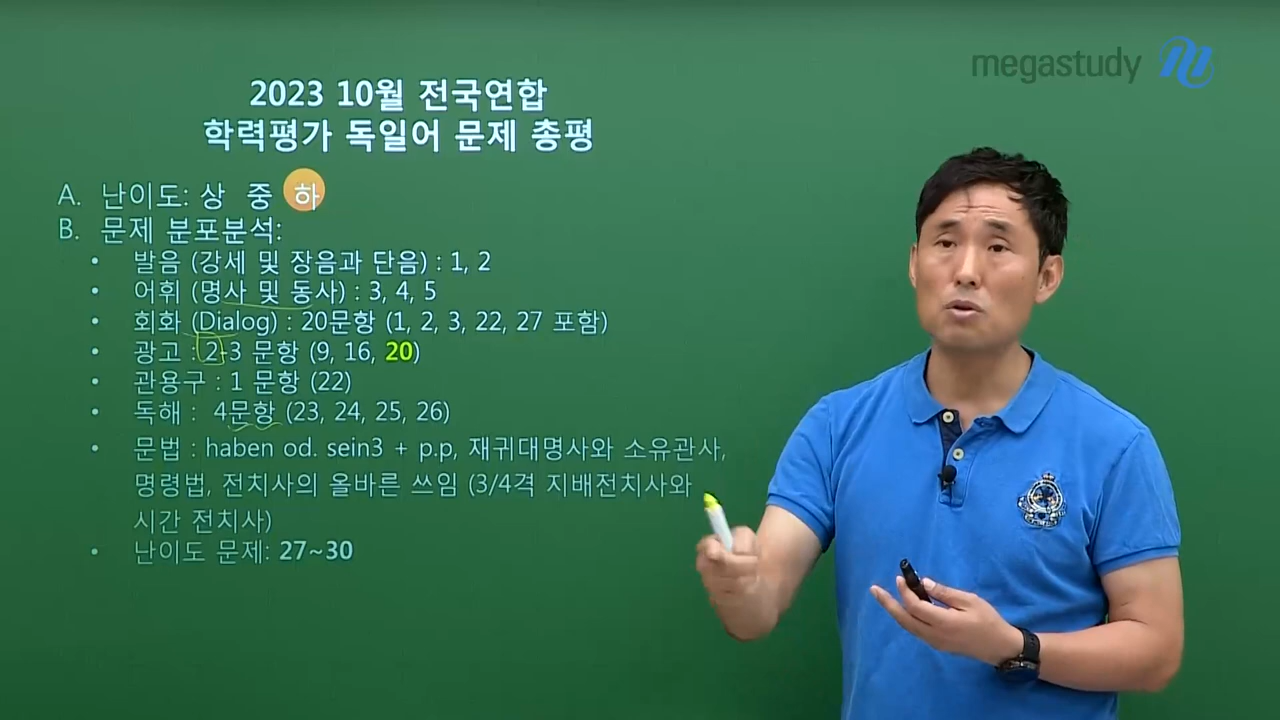 megastudy
2023 10월 전국연합
학력평가 독일어 문제 총평
A. 난이도: 상 중 하
B. 문제 분포분석:
• 발음 (강세 및 장음과 단음) : 1, 2
• 어휘 (명사 및 동사) : 3, 4, 5
• 회화 (Dialog) : 20문항 (1, 2, 3, 22, 27 포함)
• 광고 : 2-3 문항 (9, 16, 20)
• 관용구 : 1 문항 (22)
• 독해 : 4문항 (23, 24, 25, 26)
• 문법 : haben od. sein3 + p.p, 재귀대명사와 소유관사,
명령법, 전치사의 올바른 쓰임 (3/4격 지배전치사와
시간 전치사)
• 난이도 문제: 27~30